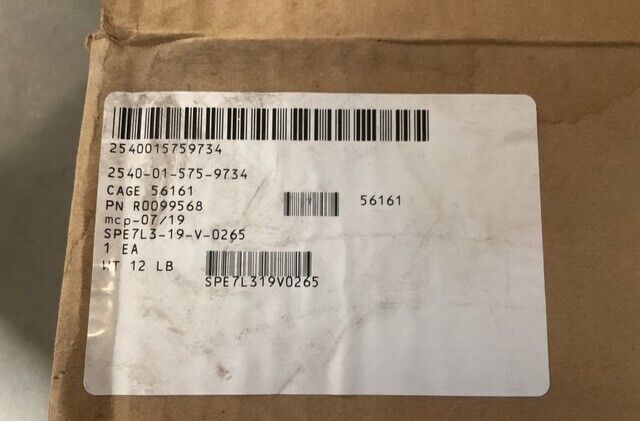 2540015759734
2540-01-575-9734
CAGE 56161
PN R0099568
56161
mcp-07/19
SPE7L3-19-V-0265
1 EA
WT 12 LB
SPE7L319V0265